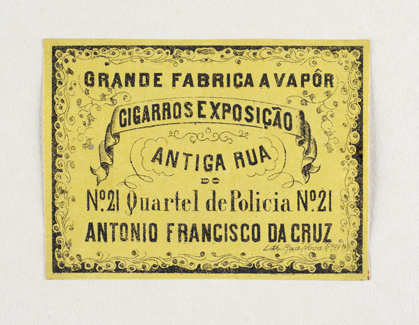 GRANDE FABRICA A VAPÔR
CIGARROS EXPOSIÇÃO
ANTIGA RUA
DO
Nº.21 Quartel de Policia Nº.21
ANTONIO FRANCISCO DA CRUZ